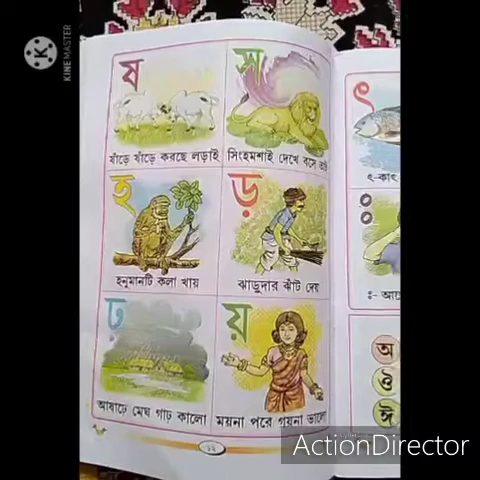 KINEMASTER
ষ
স
ষাঁড়ে ষাঁড়ে করছে লড়াই
সিংহমশাই দেখে বসে
হ
ড়
হনুমানটি কলা খায়
ঝাড়ুদার ঝাঁট দেয়
ঢ়
য়
আষাঢ়ে মেঘ গাঢ় কালো
ময়না পরে গয়না ভালো
ৎ
ৎ-কাৎ
ঃ
ঃ-
অ
ঐ
ঈ
ActionDirector